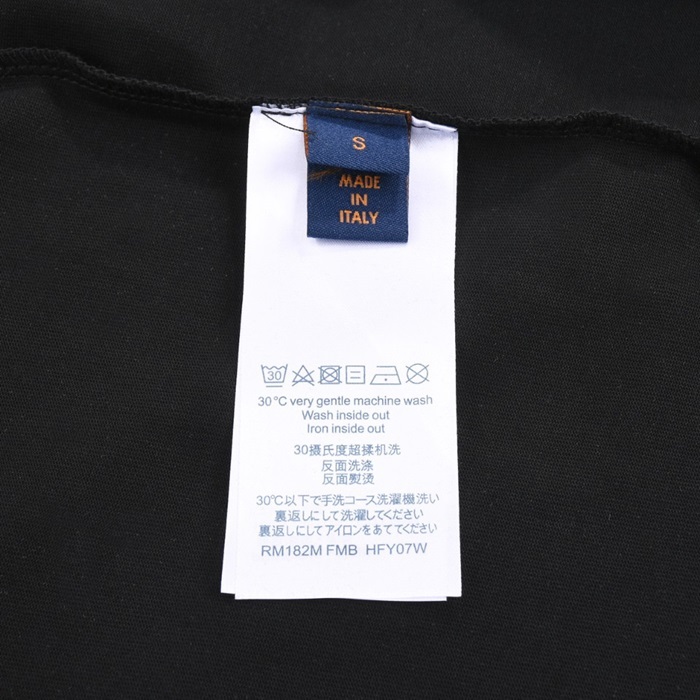 S
MADE
IN
ITALY
30
30°C very gentle machine wash
Wash inside out
Iron inside out
30摄氏度超揉机洗
反面洗涤
反面熨烫
30℃以下で手洗コース洗濯機洗い
裏返しにして洗濯してください
裏返しにしてアイロンをあててください
RM182M FMB HFY07W